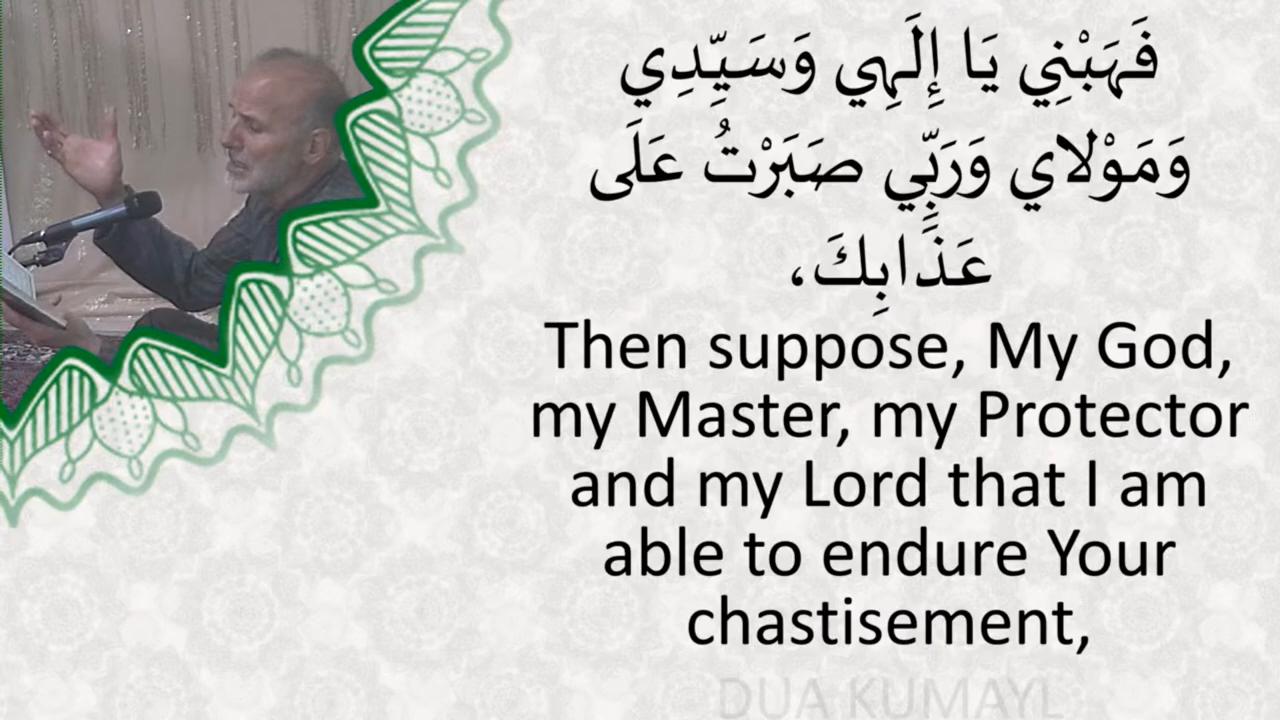 فَهَبْنِي يَا إِلَهِي وَسَيِّدِي
وَمَوْلاي وَرَبِّي صَبَرْتُ عَلَى
عَذَابِكَ،
Then suppose, My God,
my Master, my Protector
and my Lord that I am
able to endure Your
chastisement,
DUA KUMAYL